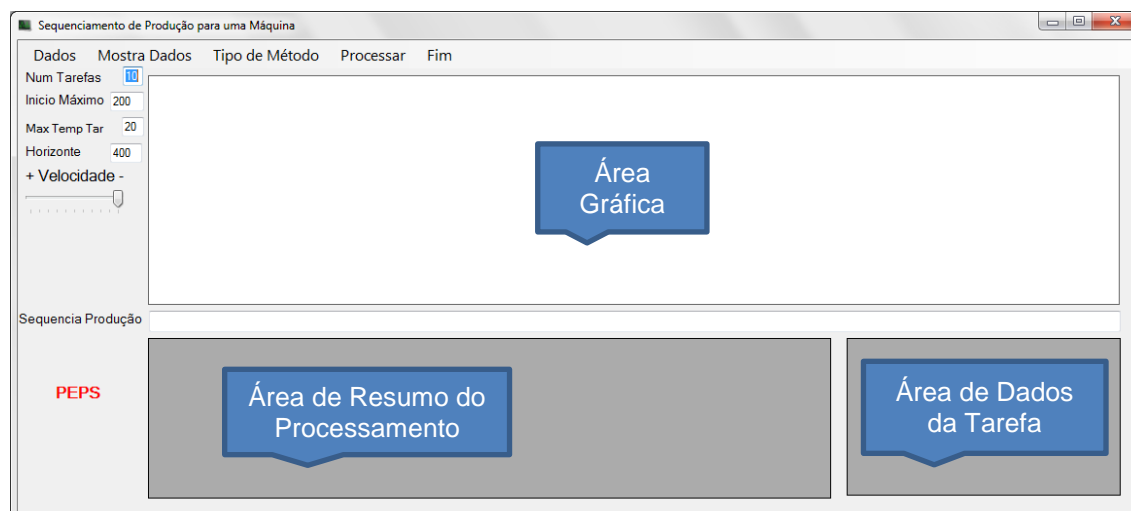 Sequenciamento de Produção para uma Máquina
Dados Mostra Dados Tipo de Método Processar Fim
Num Tarefas 10
Inicio Máximo 200
Max Temp Tar 20
Horizonte 400
+ Velocidade -
Área
Gráfica
Sequencia Produção
PEPS
Área de Resumo do
Processamento
Área de Dados
da Tarefa